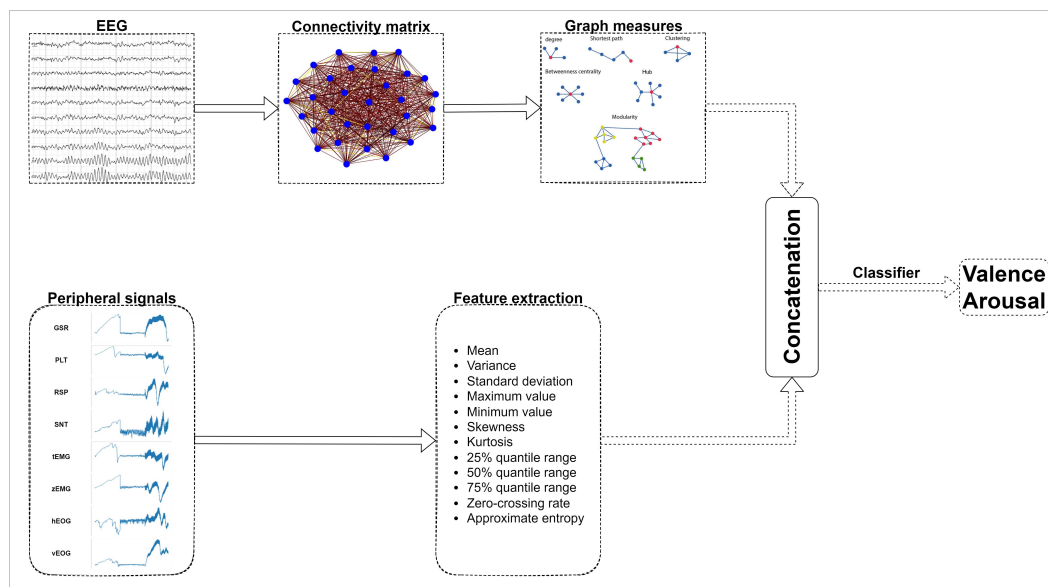 EEG
Connectivity matrix
Graph measures
degree
Shortest path
Clustering
Betweenness centrality
Hub
Modularity
Concatenation
Classifier
Valence
Arousal
Peripheral signals
GSR
PLT
RSP
SNT
tEMG
zEMG
hEOG
vEOG
Feature extraction
• Mean
• Variance
• Standard deviation
• Maximum value
• Minimum value
• Skewness
• Kurtosis
• 25% quantile range
• 50% quantile range
• 75% quantile range
• Zero-crossing rate
• Approximate entropy